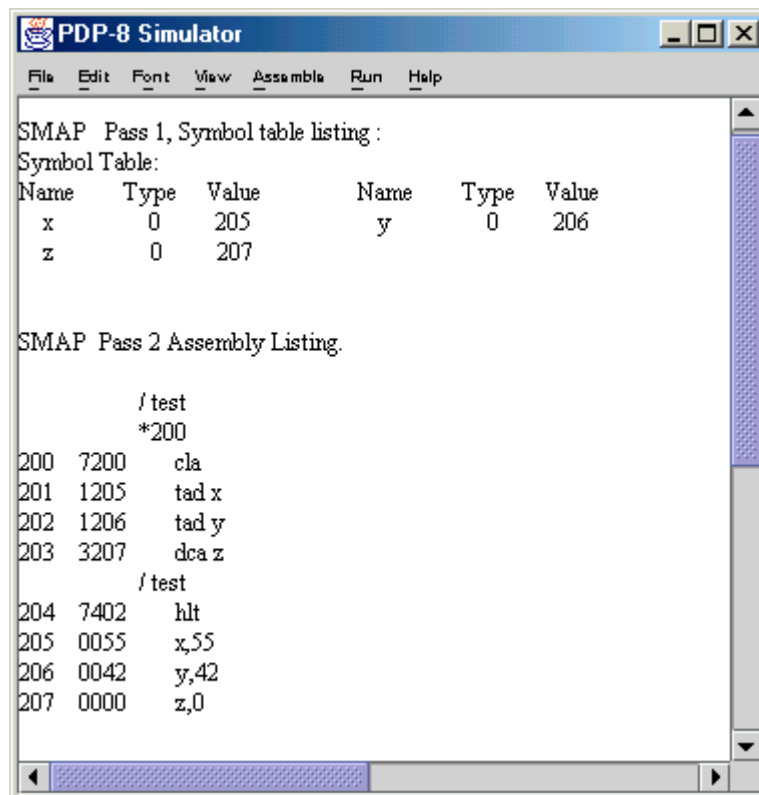 PDP-8 Simulator
File Edit Font View Assemble Run Help
SMAP Pass 1, Symbol table listing :
Symbol Table:
Name Type Value Name Type Value
x 0 205 y 0 206
z 0 207
SMAP Pass 2 Assembly Listing.
/ test
*200
200 7200 cla
201 1205 tad x
202 1206 tad y
203 3207 dca z
/ test
204 7402 hlt
205 0055 x,55
206 0042 y,42
207 0000 z,0